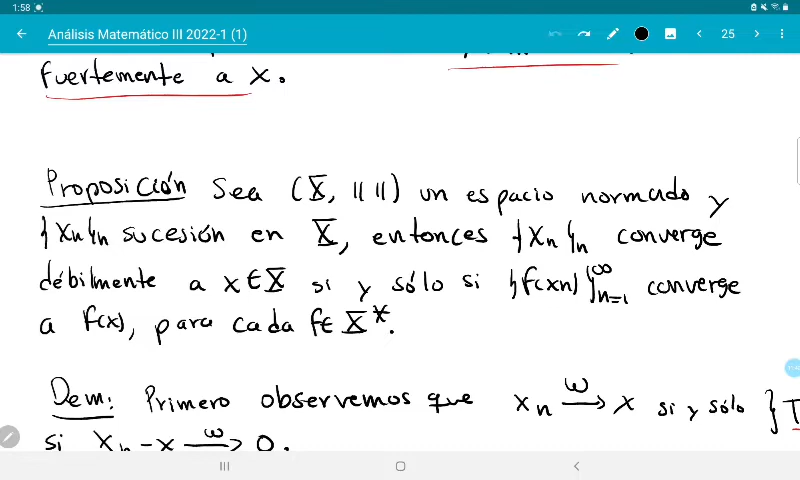 1:58
Análisis Matemático III 2022-1 (1)
25
fuertemente a x.
Proposición Sea (X, || ||) un espacio normado y
{xn}n sucesión en X, entonces {xn}n converge
débilmente a x∈X si y sólo si {f(xn)}∞n=1 converge
a f(x), para cada f∈X*.
Dem: Primero observemos que xn –w→ x si y sólo }
si xn - x –w→ 0.